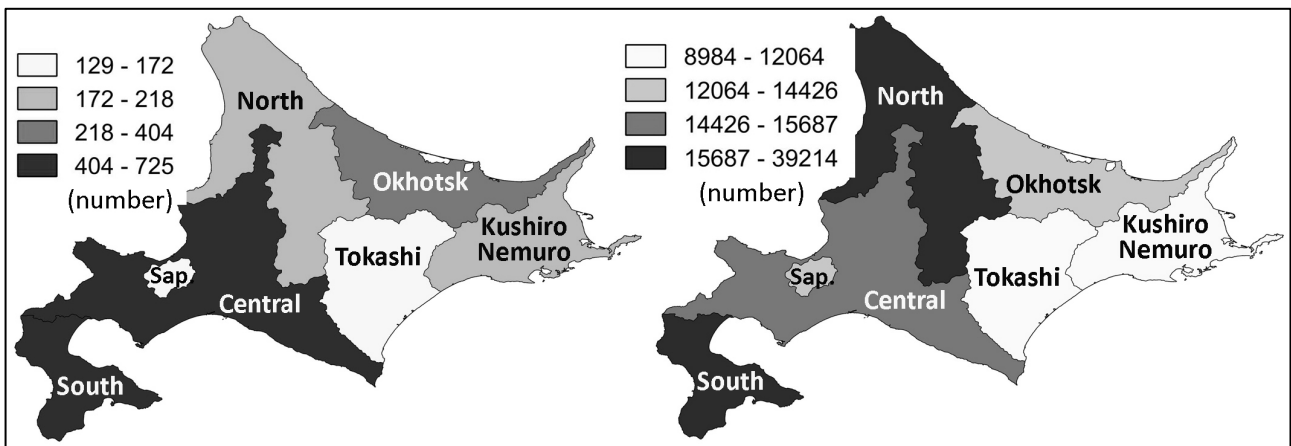 129 - 172
172 - 218
218 - 404
404 - 725
(number)
North
Okhotsk
Kushiro
Nemuro
Tokashi
Sap.
Central
South
8984 - 12064
12064 - 14426
14426 - 15687
15687 - 39214
(number)
North
Okhotsk
Kushiro
Nemuro
Tokashi
Sap.
Central
South